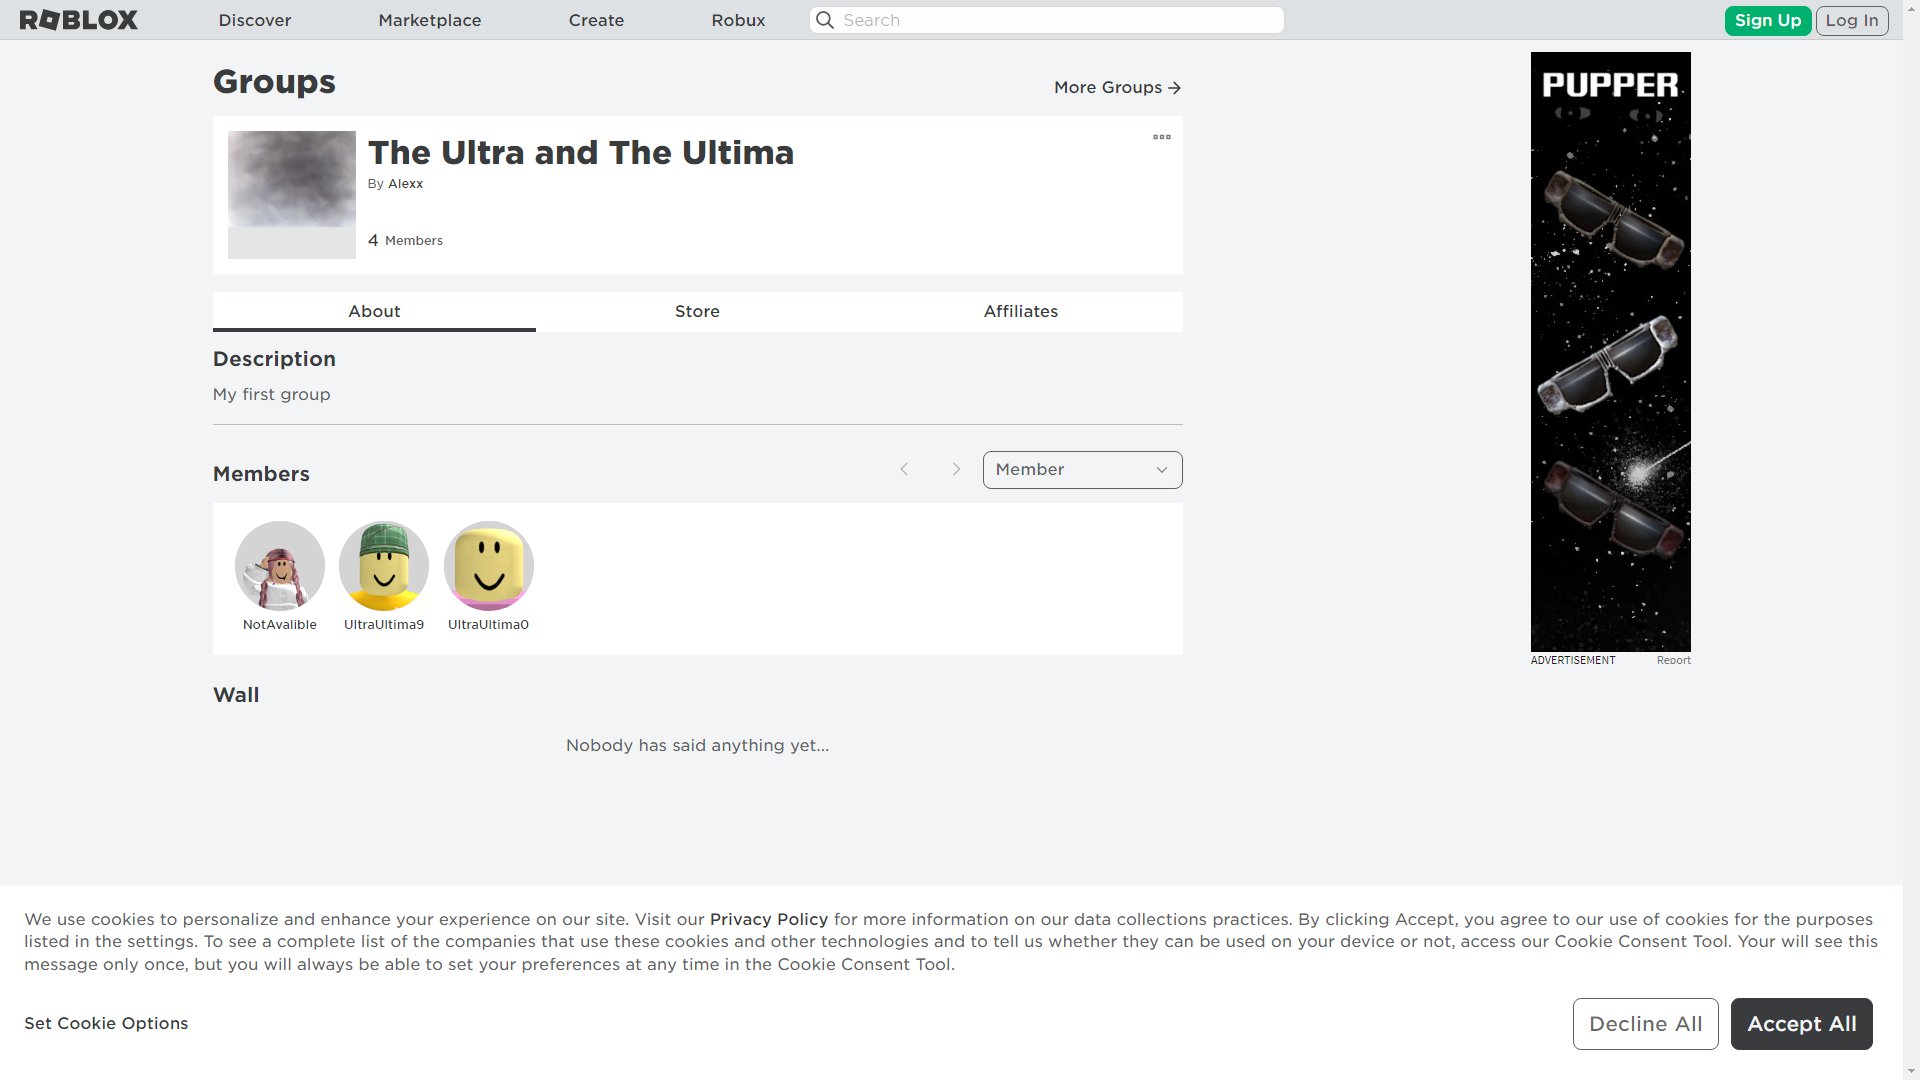 ROBLOX Discover Marketplace Create Robux Search Sign Up Log In
Groups
More Groups
The Ultra and The Ultima
By Alexx
4 Members
About Store Affiliates
Description
My first group
Members
Member
NotAvalible UltraUltima9 UltraUltima0
Wall
Nobody has said anything yet...
PUPPER
ADVERTISEMENT Report
We use cookies to personalize and enhance your experience on our site. Visit our Privacy Policy for more information on our data collections practices. By clicking Accept, you agree to our use of cookies for the purposes
listed in the settings. To see a complete list of the companies that use these cookies and other technologies and to tell us whether they can be used on your device or not, access our Cookie Consent Tool. Your will see this
message only once, but you will always be able to set your preferences at any time in the Cookie Consent Tool.
Set Cookie Options
Decline All Accept All